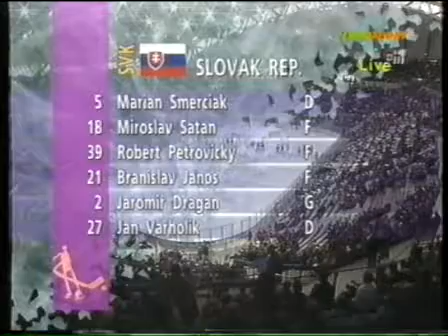 SVK
SLOVAK REP.
Live
5 Marian Smerciak D
18 Miroslav Satan F
39 Robert Petrovicky F
21 Branislav Janos F
2 Jaromir Dragan G
27 Jan Varholik D